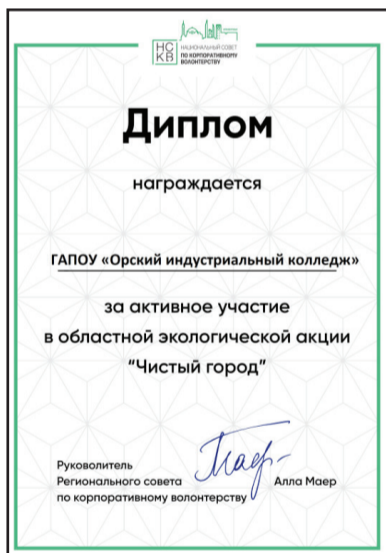 НС
КВ
НАЦИОНАЛЬНЫЙ СОВЕТ
ПО КОРПОРАТИВНОМУ
ВОЛОНТЕРСТВУ
Диплом
награждается
ГАПОУ «Орский индустриальный колледж»
за активное участие
в областной экологической акции
“Чистый город”
Маер
Руководитель
Регионального совета
по корпоративному волонтерству
Алла Маер